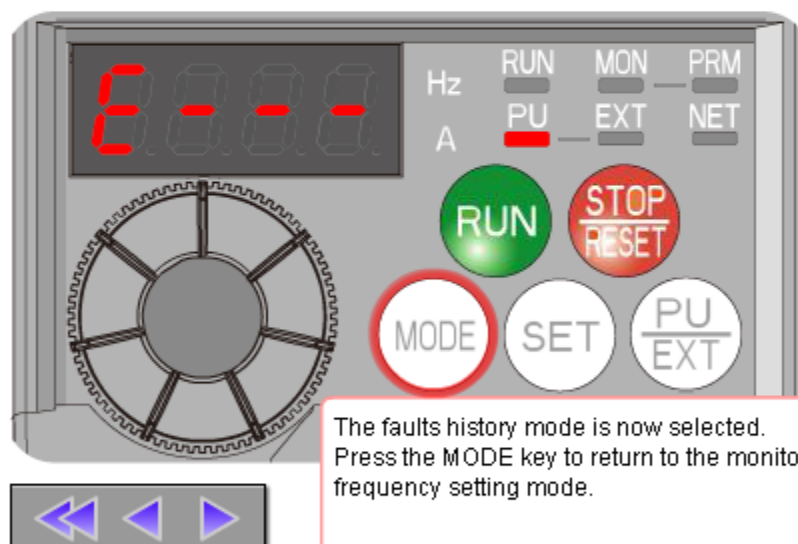 E---
Hz
RUN
MON
PRM
A
PU
EXT
NET
RUN
STOP
RESET
MODE
SET
PU
EXT
The faults history mode is now selected.
Press the MODE key to return to the monito
frequency setting mode.